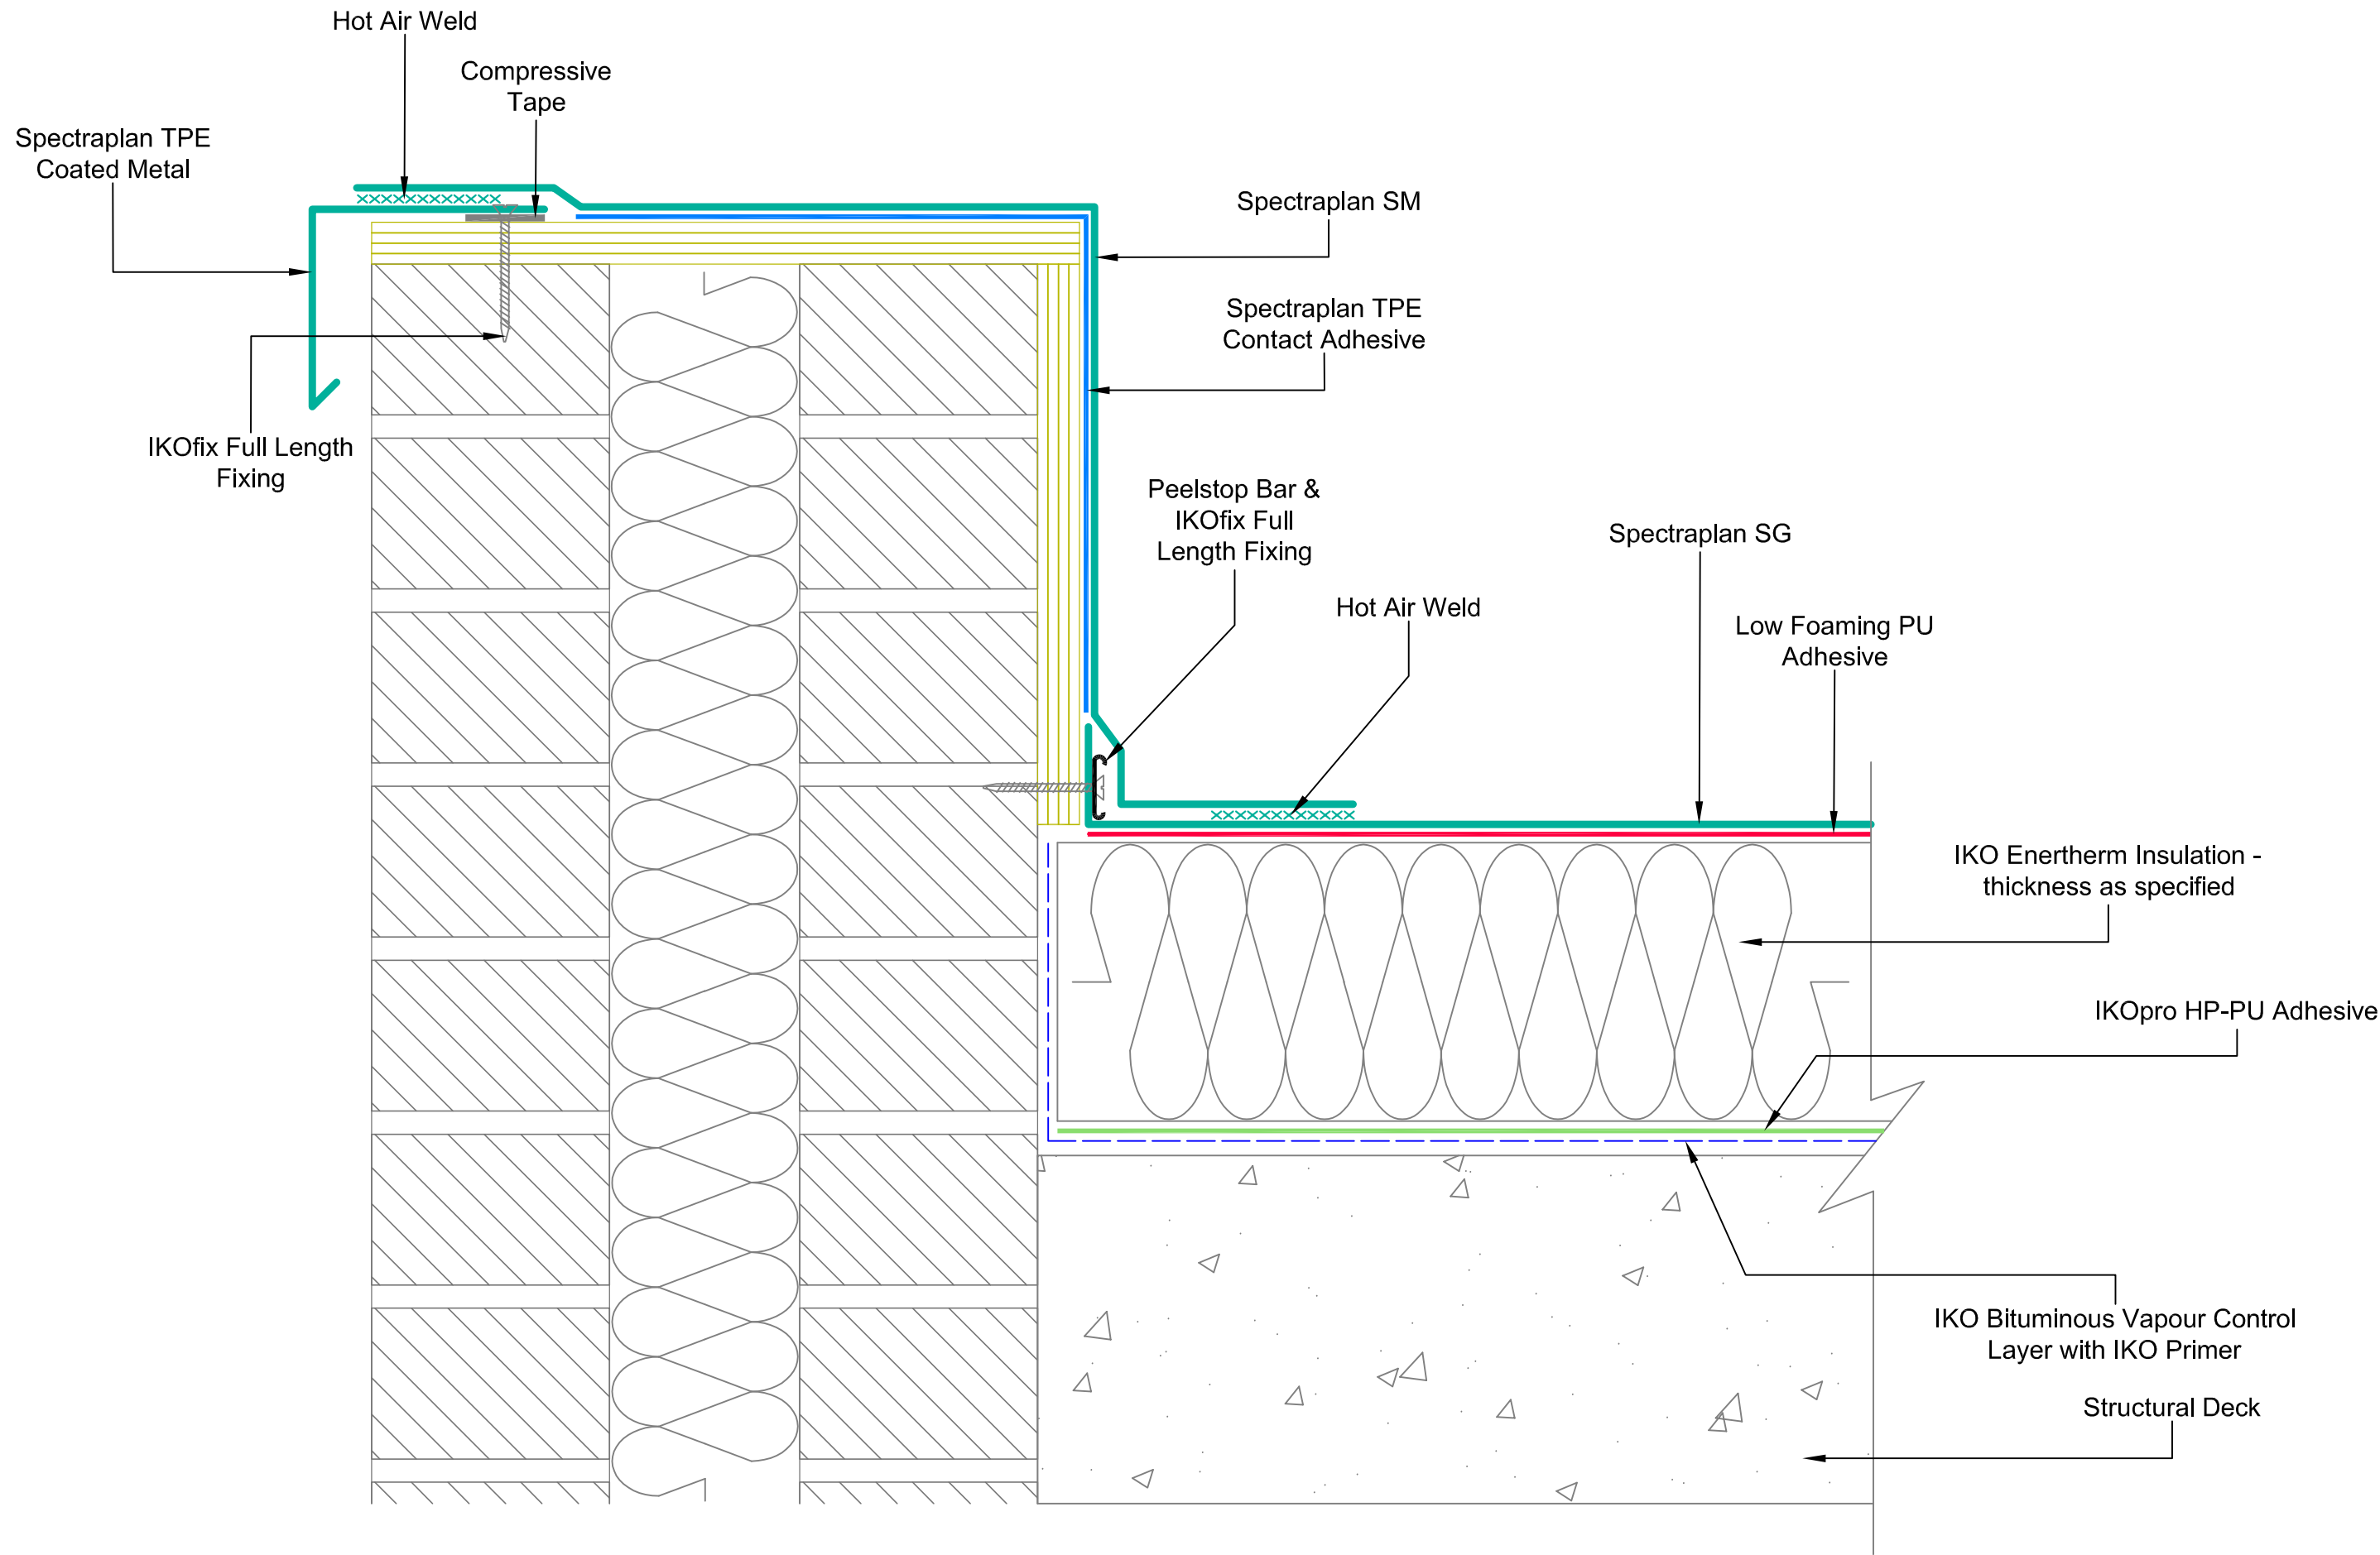 Hot Air Weld
Compressive
Tape
Spectraplan TPE
Coated Metal
Spectraplan SM
Spectraplan TPE
Contact Adhesive
IKOfix Full Length
Fixing
Peelstop Bar &
IKOfix Full
Length Fixing
Spectraplan SG
Hot Air Weld
Low Foaming PU
Adhesive
IKO Enertherm Insulation -
thickness as specified
IKOpro HP-PU Adhesive
IKO Bituminous Vapour Control
Layer with IKO Primer
Structural Deck